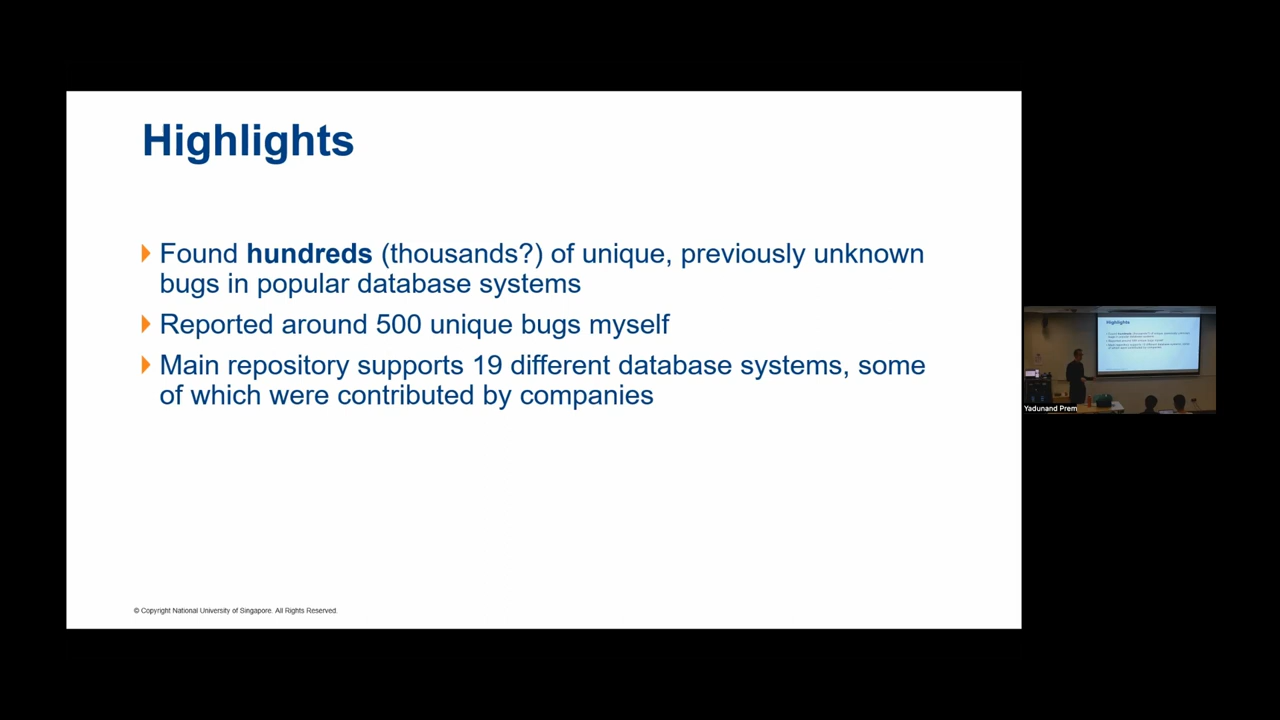 Highlights
Found hundreds (thousands?) of unique, previously unknown
bugs in popular database systems
Reported around 500 unique bugs myself
Main repository supports 19 different database systems, some
of which were contributed by companies
© Copyright National University of Singapore. All Rights Reserved.
Highlights
Yadunand Prem